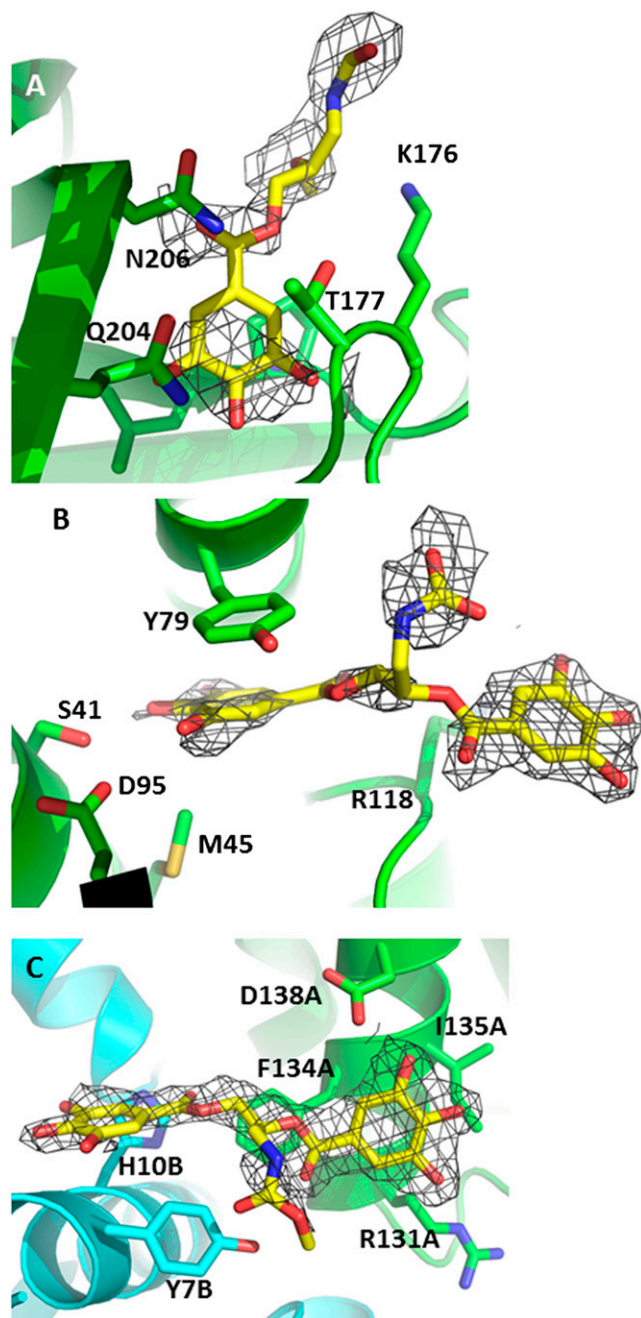 A
K176
N206
T177
Q204
B
Y79
S41
D95
R118
M45
C
D138A
I135A
F134A
H10B
R131A
Y7B